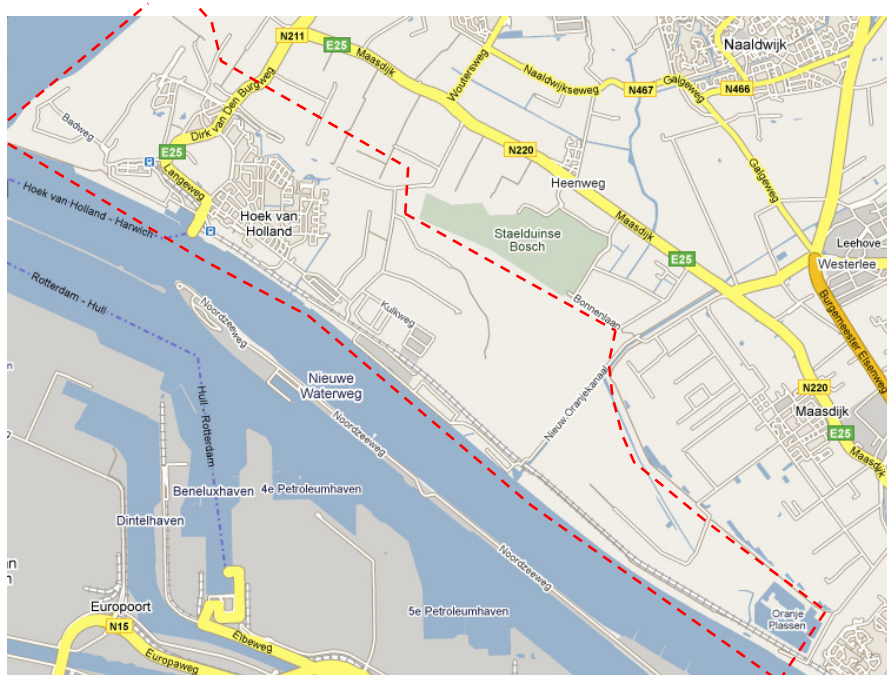 N211
E25
Maasdijk
Woutersweg
Naaldwijkseweg
Galgeweg
Naaldwijk
N467
N466
Dirk van Den Burgweg
Badweg
E25
Langeweg
N220
Galgeweg
Heenweg
Hoek van Holland - Harwich
Hoek van
Holland
Staelduinse
Bosch
Maasdijk
Leehove
E25
Westerlee
Rotterdam - Hull
Noordzeeweg
Kulkweg
Bonnenlaan
Burgemeester Elsenweg
Nieuwe
Waterweg
Hull - Rotterdam
Noordzeeweg
Nieuw.Oranjekanaal
N220
Maasdijk
E25
Maasdijk
Beneluxhaven
4e Petroleumhaven
Dintelhaven
Noordzeeweg
en
n
Europoort
N15
Elbeweg
5e Petroleumhaven
Oranje
Plassen
Europaweg